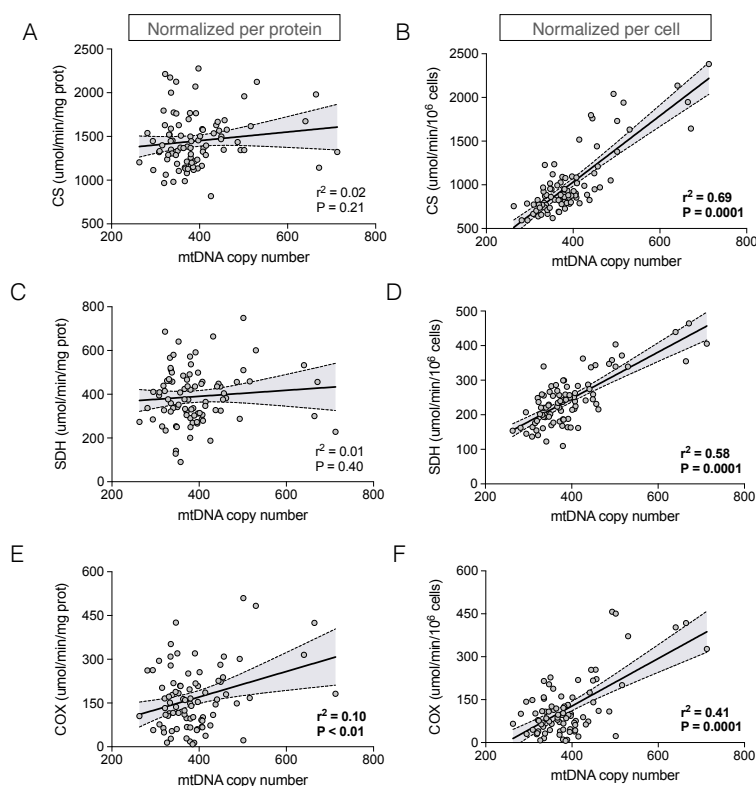 A
Normalized per protein
2500
2000
1500
1000
500
CS (umol/min/mg prot)
r² = 0.02
P = 0.21
200 400 600 800
mtDNA copy number
B
Normalized per cell
2500
2000
1500
1000
500
CS (umol/min/10⁶ cells)
r² = 0.69
P = 0.0001
200 400 600 800
mtDNA copy number
C
800
600
400
200
0
SDH (umol/min/mg prot)
r² = 0.01
P = 0.40
200 400 600 800
mtDNA copy number
D
500
400
300
200
100
0
SDH (umol/min/10⁶ cells)
r² = 0.58
P = 0.0001
200 400 600 800
mtDNA copy number
E
600
450
300
150
0
COX (umol/min/mg prot)
r² = 0.10
P < 0.01
200 400 600 800
mtDNA copy number
F
600
450
300
150
0
COX (umol/min/10⁶ cells)
r² = 0.41
P = 0.0001
200 400 600 800
mtDNA copy number